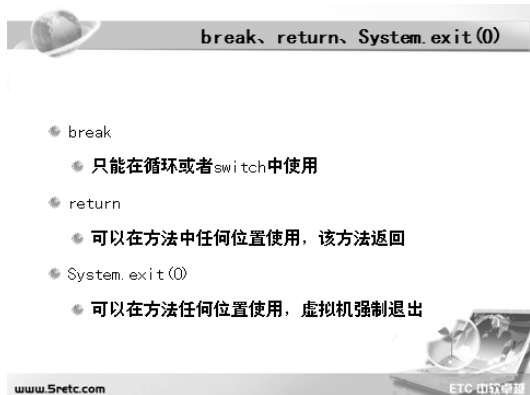 break、return、System.exit(0)
break
只能在循环或者switch中使用
return
可以在方法中任何位置使用，该方法返回
System.exit(0)
可以在方法任何位置使用，虚拟机强制退出
www.5retc.com
ETC 中软卓越